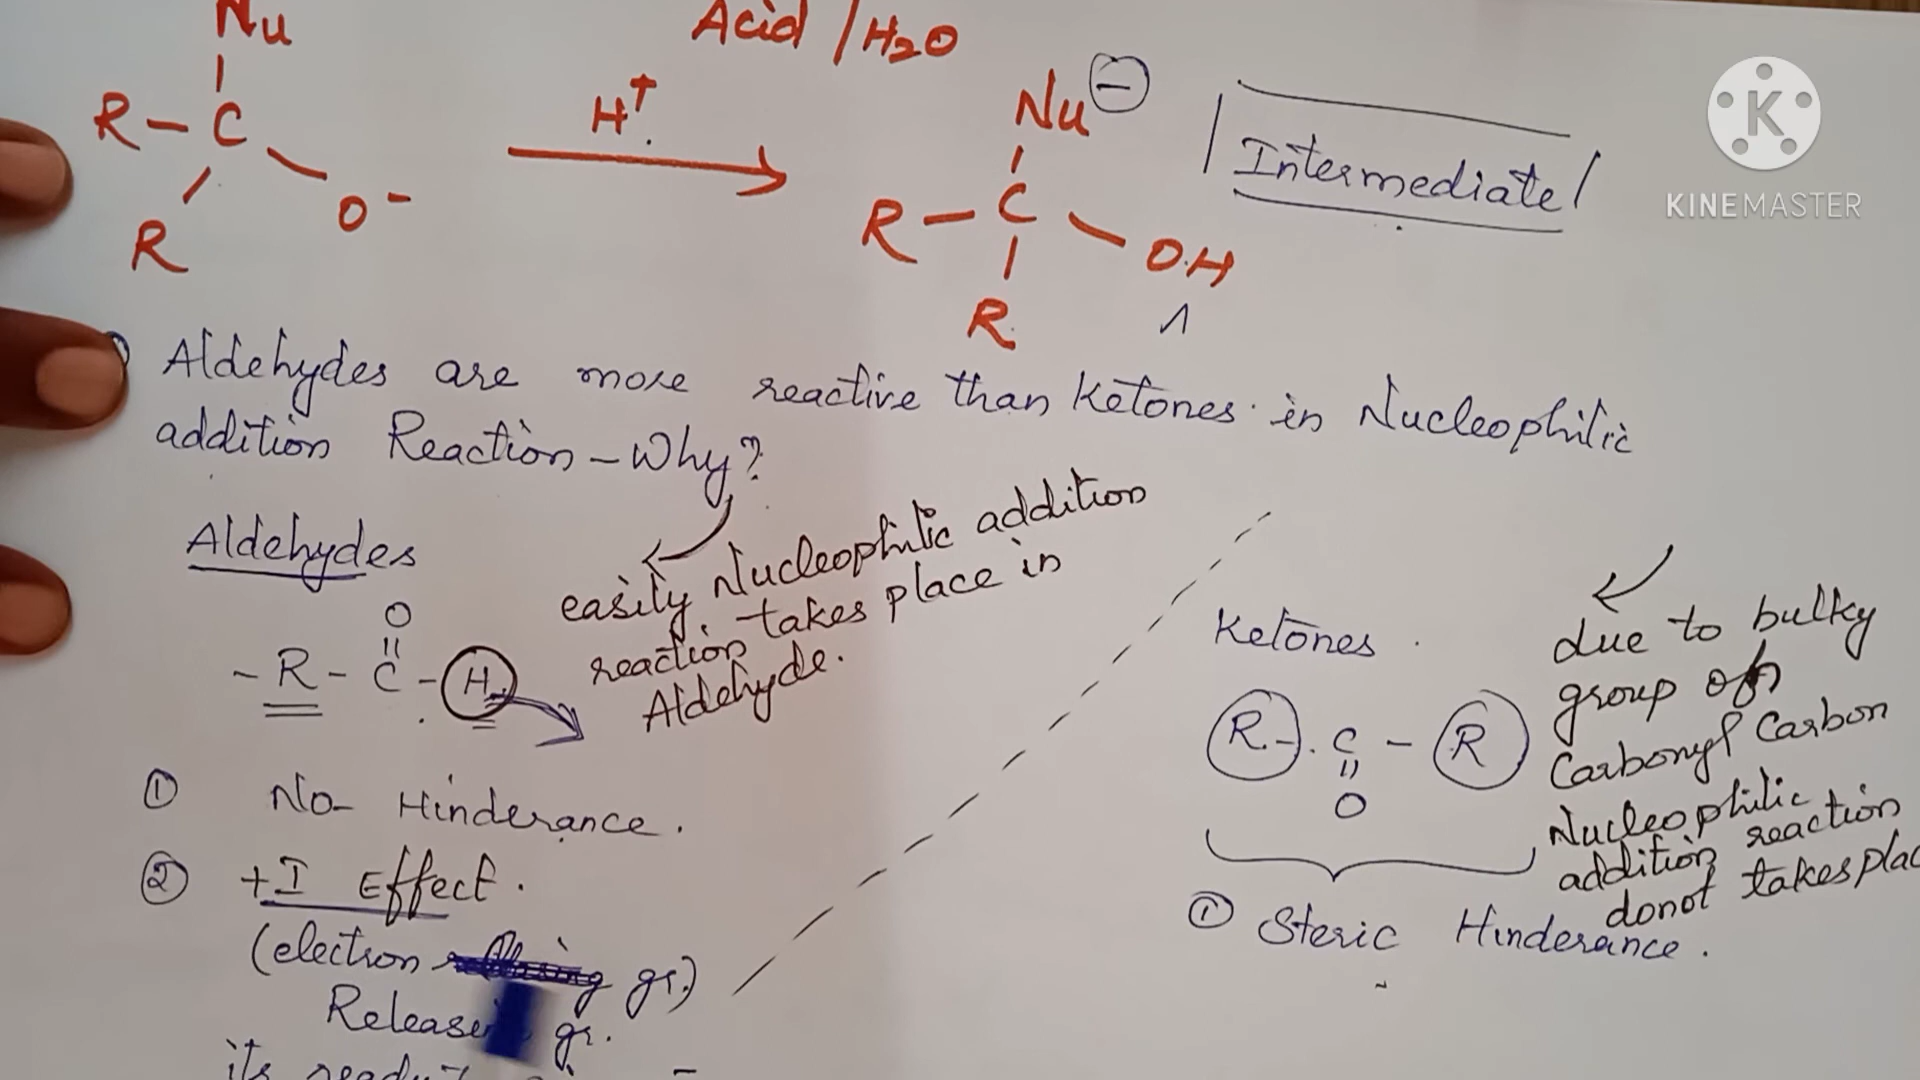 Nu
Acid / H2O
R – C
H+
O-
R
Nu -
Intermediate
R – C
OH
R
KINEMASTER
Aldehydes are more reactive than Ketones in Nucleophilic
addition Reaction – Why?
Aldehydes
easily Nucleophilic addition
reaction takes place in
Aldehyde.
O
- R - C - H
① No Hinderance.
② +I Effect.
(electron gr.)
gr.
its
Ketones
R - C - R
O
due to bulky
group of
Carbonyl Carbon
Nucleophilic
addition reaction
donot takes plac
① Steric Hinderance.